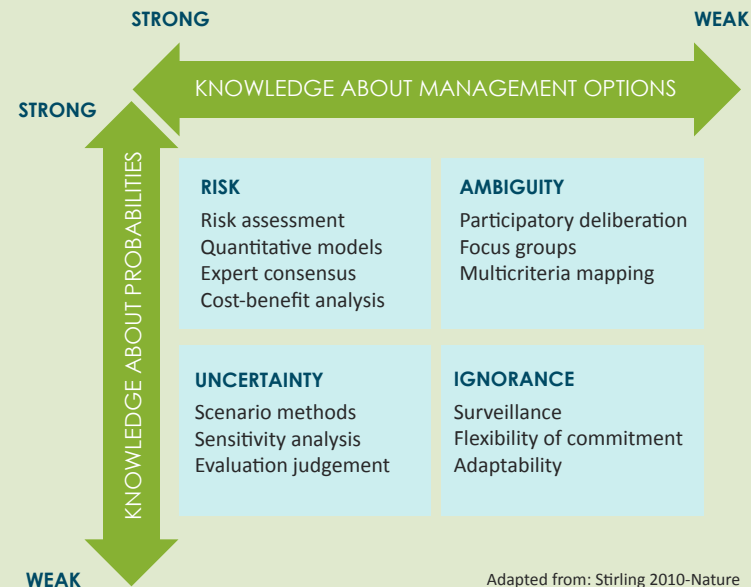 STRONG
WEAK
KNOWLEDGE ABOUT MANAGEMENT OPTIONS
STRONG
KNOWLEDGE ABOUT PROBABILITIES
RISK
Risk assessment
Quantitative models
Expert consensus
Cost-benefit analysis
AMBIGUITY
Participatory deliberation
Focus groups
Multicriteria mapping
UNCERTAINTY
Scenario methods
Sensitivity analysis
Evaluation judgement
IGNORANCE
Surveillance
Flexibility of commitment
Adaptability
WEAK
Adapted from: Stirling 2010-Nature